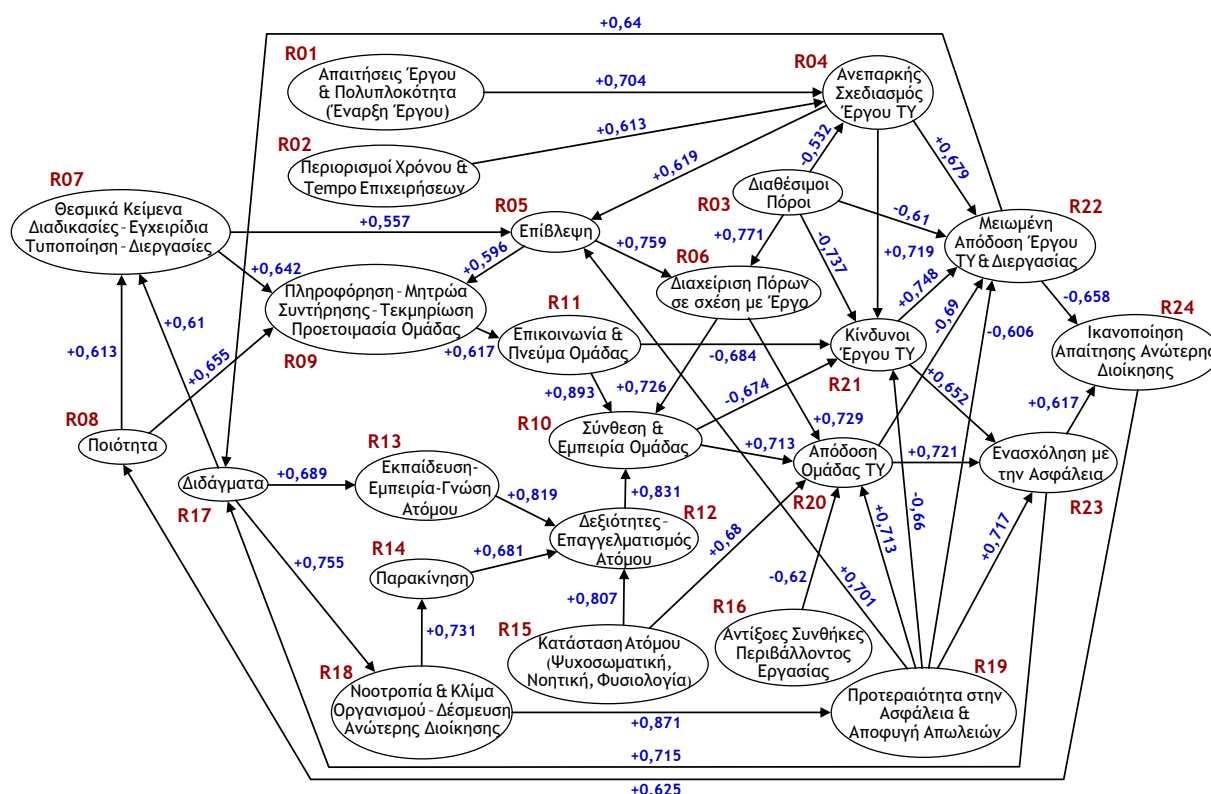 +0,64
R01
Απαιτήσεις Έργου
& Πολυπλοκότητα
(Έναρξη Έργου)
+0,704
R04
Ανεπαρκής
Σχεδιασμός
Έργου ΤΥ
R02
Περιορισμοί Χρόνου &
Tempo Επιχειρήσεων
+0,613
+0,619
-0,532
+0,679
R07
Θεσμικά Κείμενα
Διαδικασίες - Εγχειρίδια
Τυποποίηση - Διεργασίες
+0,557
R05
Επίβλεψη
R03
Διαθέσιμοι
Πόροι
-0,61
R22
Μειωμένη
Απόδοση Έργου
ΤΥ & Διεργασίας
+0,642
+0,596
+0,759
+0,771
-0,737
+0,719
+0,748
R06
Διαχείριση Πόρων
σε σχέση με Έργο
Πληροφόρηση - Μητρώα
Συντήρησης - Τεκμηρίωση
Προετοιμασία Ομάδας
R09
+0,617
R11
Επικοινωνία &
Πνεύμα Ομάδας
-0,684
Κίνδυνοι
Έργου ΤΥ
R21
-0,69
-0,606
-0,658
R24
Ικανοποίηση
Απαίτησης Ανώτερης
Διοίκησης
+0,613
+0,61
+0,655
+0,893
+0,726
-0,674
+0,652
+0,617
R08
Ποιότητα
R10
Σύνθεση &
Εμπειρία Ομάδας
+0,729
+0,713
Απόδοση
Ομάδας ΤΥ
R20
+0,721
Ενασχόληση με
την Ασφάλεια
R23
Διδάγματα
R17
+0,689
R13
Εκπαίδευση-
Εμπειρία-Γνώση
Ατόμου
+0,819
+0,831
R12
Δεξιότητες -
Επαγγελματισμός
Ατόμου
+0,68
+0,713
-0,66
+0,717
+0,755
R14
Παρακίνηση
+0,681
+0,807
-0,62
+0,701
+0,731
R15
Κατάσταση Ατόμου
(Ψυχοσωματική,
Νοητική, Φυσιολογία)
R16
Αντίξοες Συνθήκες
Περιβάλλοντος
Εργασίας
R18
Νοοτροπία & Κλίμα
Οργανισμού - Δέσμευση
Ανώτερης Διοίκησης
+0,871
R19
Προτεραιότητα στην
Ασφάλεια &
Αποφυγή Απωλειών
+0,715
+0,625